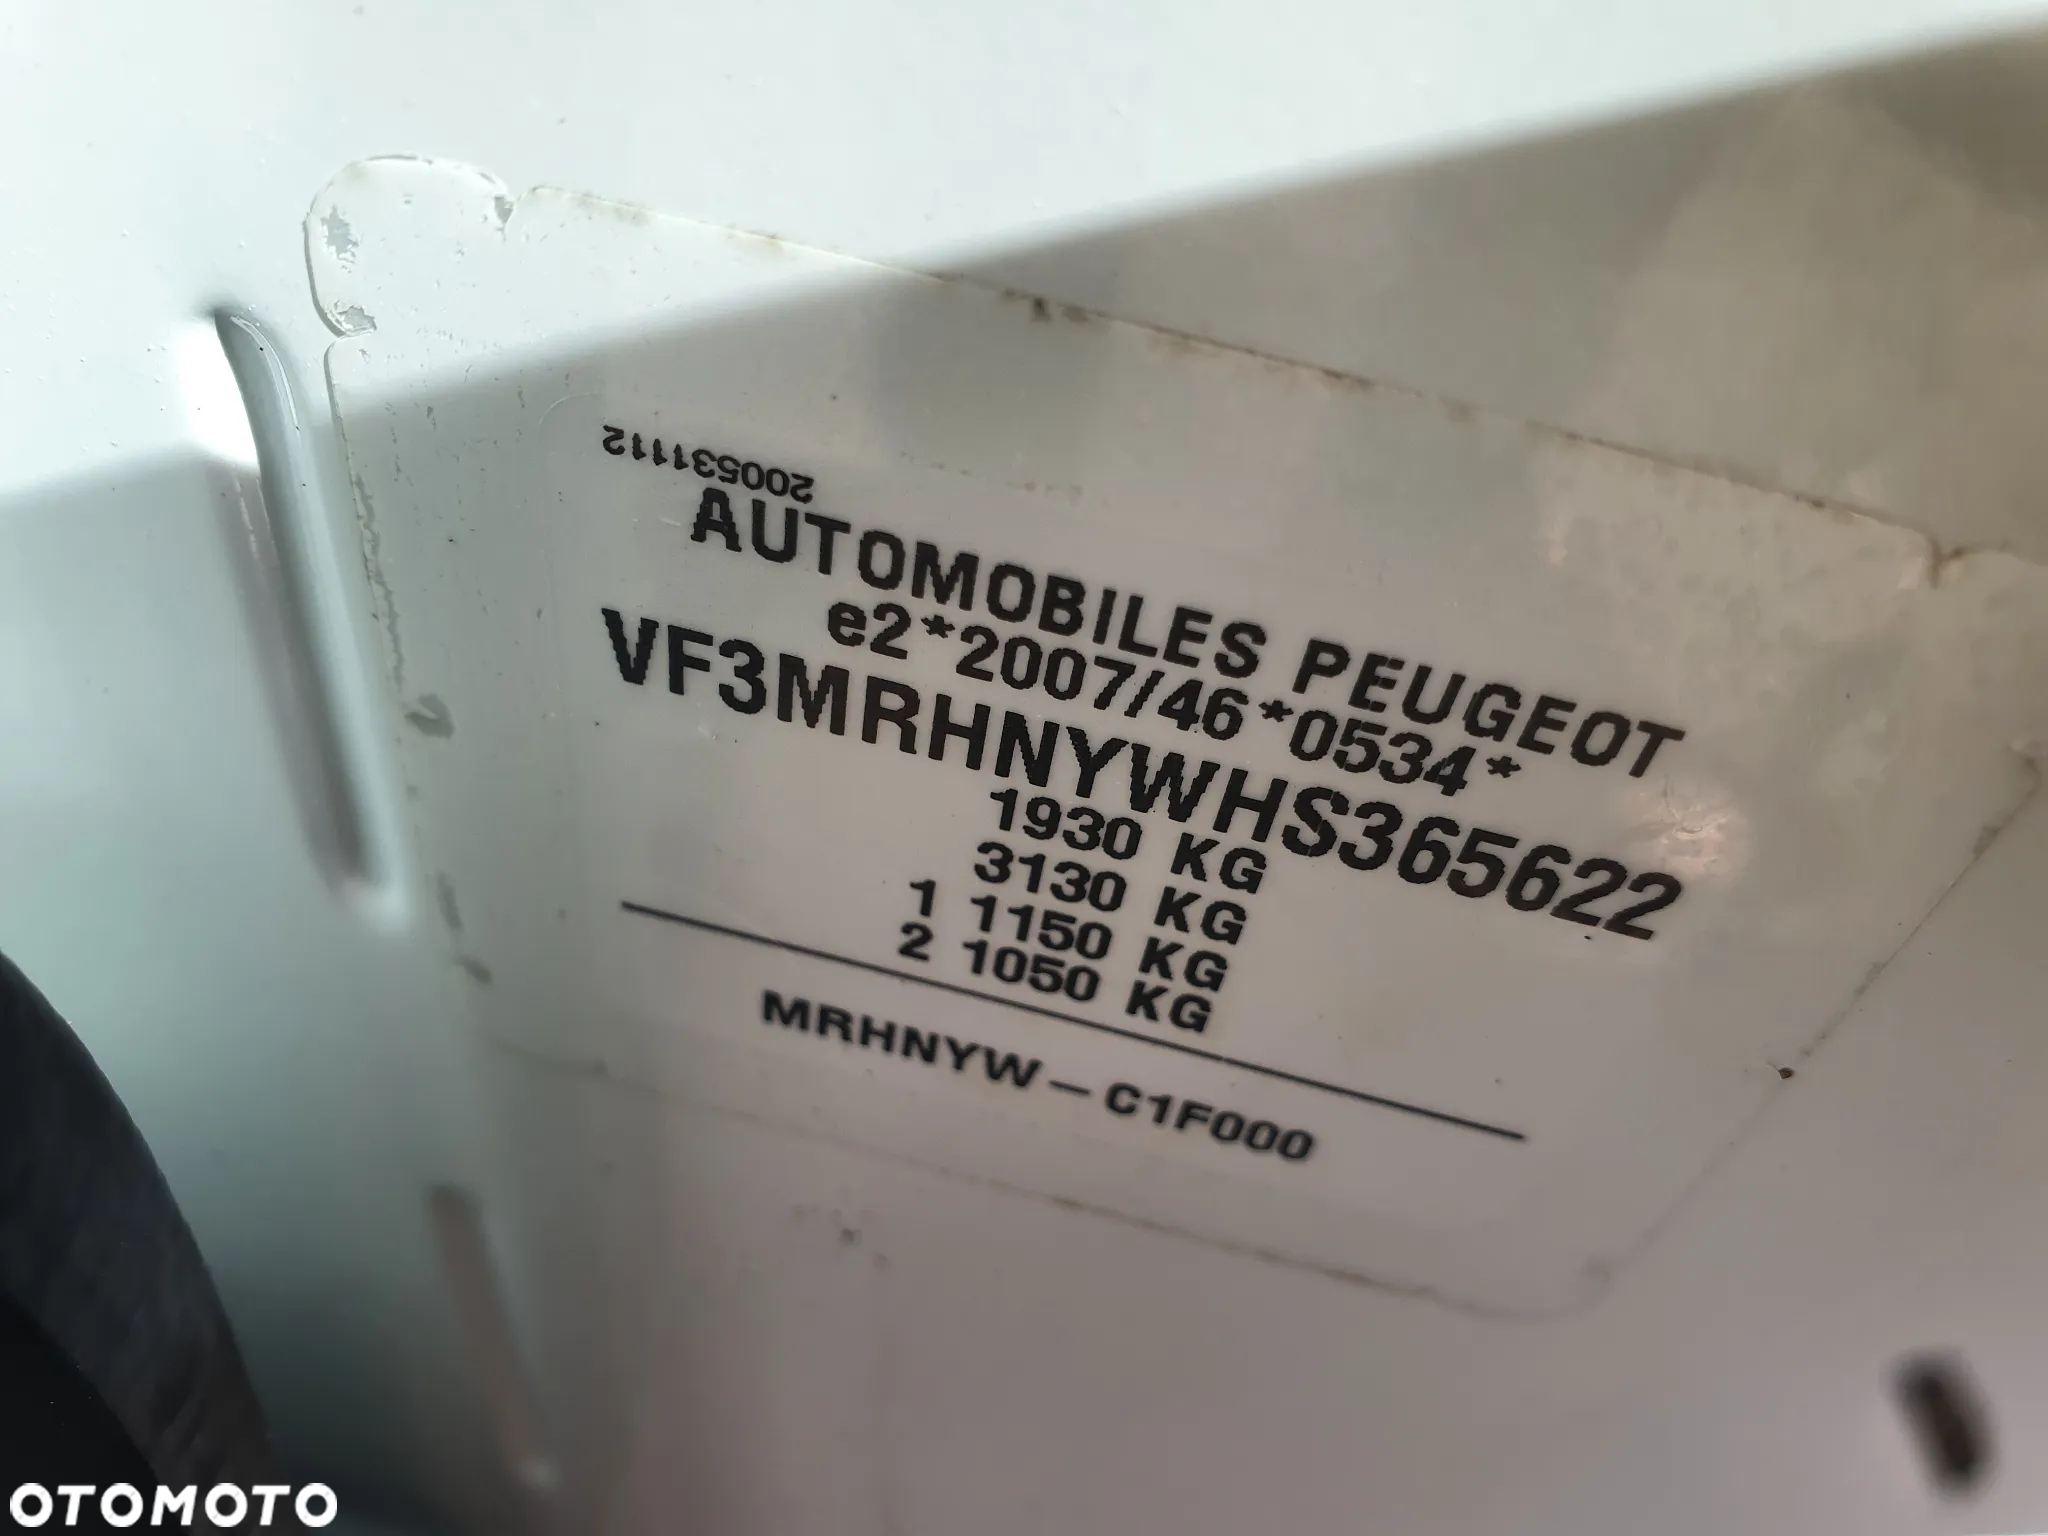 200531112
AUTOMOBILES PEUGEOT
e2*2007/46*0534*
VF3MRHNYWHS365622
1930 KG
3130 KG
1 1150 KG
2 1050 KG
MRHNYW-C1F000
OTOMOTO